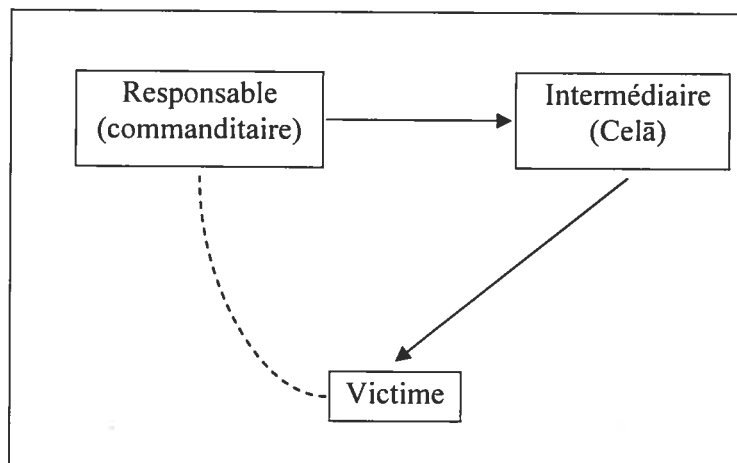 Responsable
(commanditaire)
Intermédiaire
(Celā)
Victime